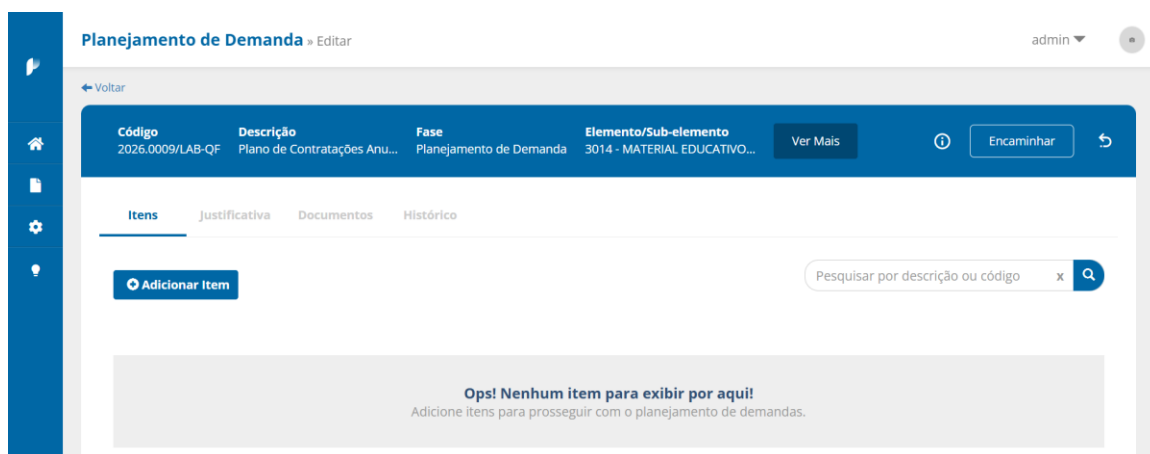 Planejamento de Demanda » Editar
admin
Voltar
Código Descrição Fase Elemento/Sub-elemento
2026.0009/LAB-QF Plano de Contratações Anu... Planejamento de Demanda 3014 - MATERIAL EDUCATIVO...
Ver Mais
Encaminhar
Itens Justificativa Documentos Histórico
Adicionar Item
Pesquisar por descrição ou código x
Ops! Nenhum item para exibir por aqui!
Adicione itens para prosseguir com o planejamento de demandas.